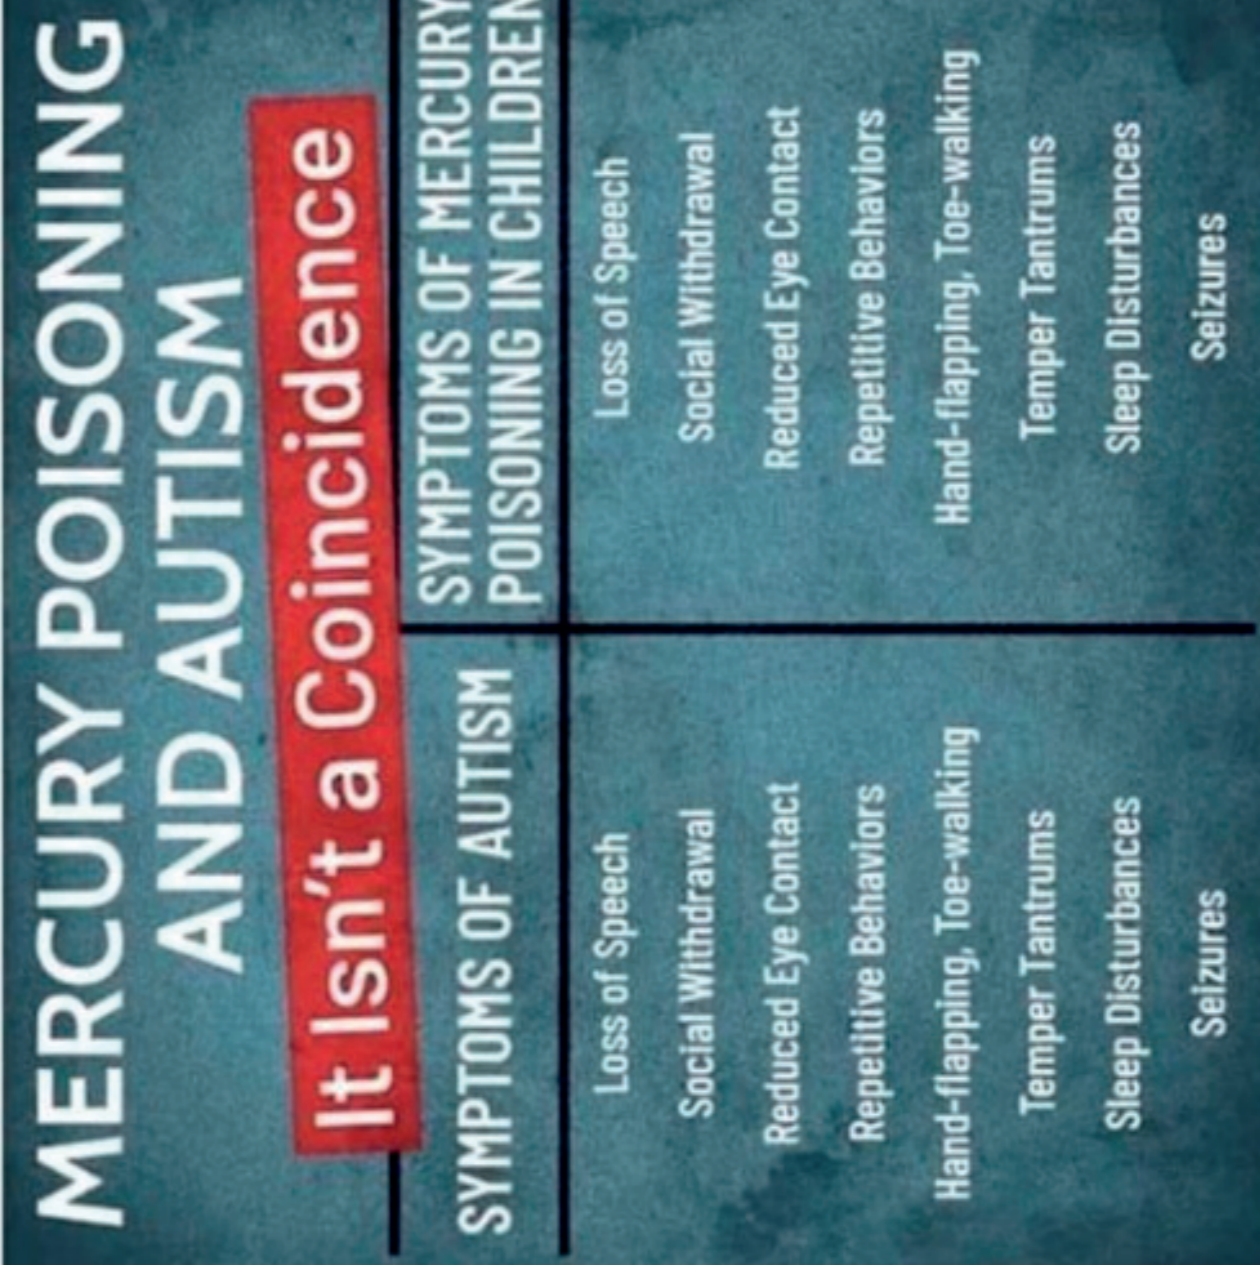 MERCURY POISONING
AND AUTISM
It Isn't a Coincidence
SYMPTOMS OF AUTISM
Loss of Speech
Social Withdrawal
Reduced Eye Contact
Repetitive Behaviors
Hand-flapping, Toe-walking
Temper Tantrums
Sleep Disturbances
Seizures
SYMPTOMS OF MERCURY
POISONING IN CHILDREN
Loss of Speech
Social Withdrawal
Reduced Eye Contact
Repetitive Behaviors
Hand-flapping, Toe-walking
Temper Tantrums
Sleep DIsturbances
Seizures